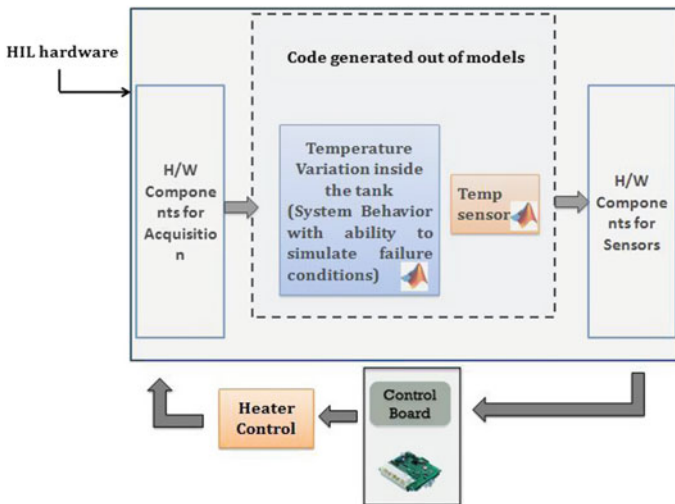 HIL hardware
Code generated out of models
H/W
Compone
nts for
Acquisitio
n
Temperature
Variation inside
the tank
(System Behavior
with ability to
simulate failure
conditions)
Temp
sensor
H/W
Compone
nts for
Sensors
Heater
Control
Control
Board